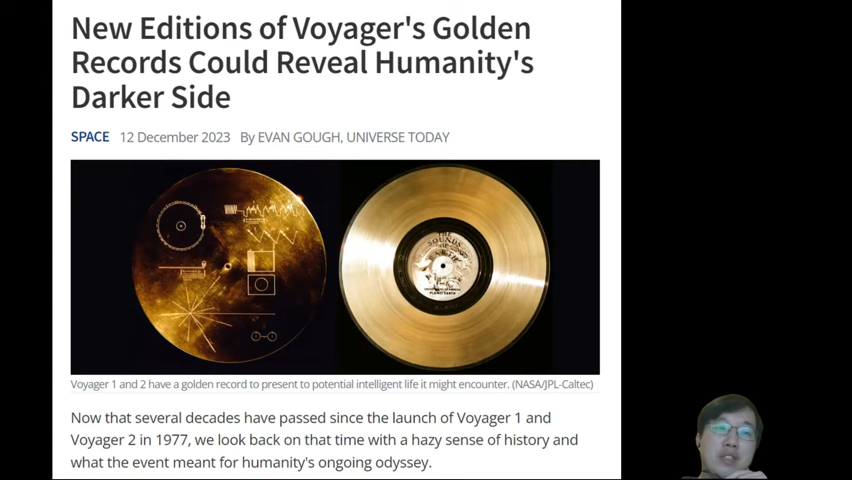 New Editions of Voyager's Golden
Records Could Reveal Humanity's
Darker Side
SPACE 12 December 2023 By EVAN GOUGH, UNIVERSE TODAY
THE
SOUNDS
OF
EARTH
Voyager 1 and 2 have a golden record to present to potential intelligent life it might encounter. (NASA/JPL-Caltec)
Now that several decades have passed since the launch of Voyager 1 and
Voyager 2 in 1977, we look back on that time with a hazy sense of history and
what the event meant for humanity's ongoing odyssey.